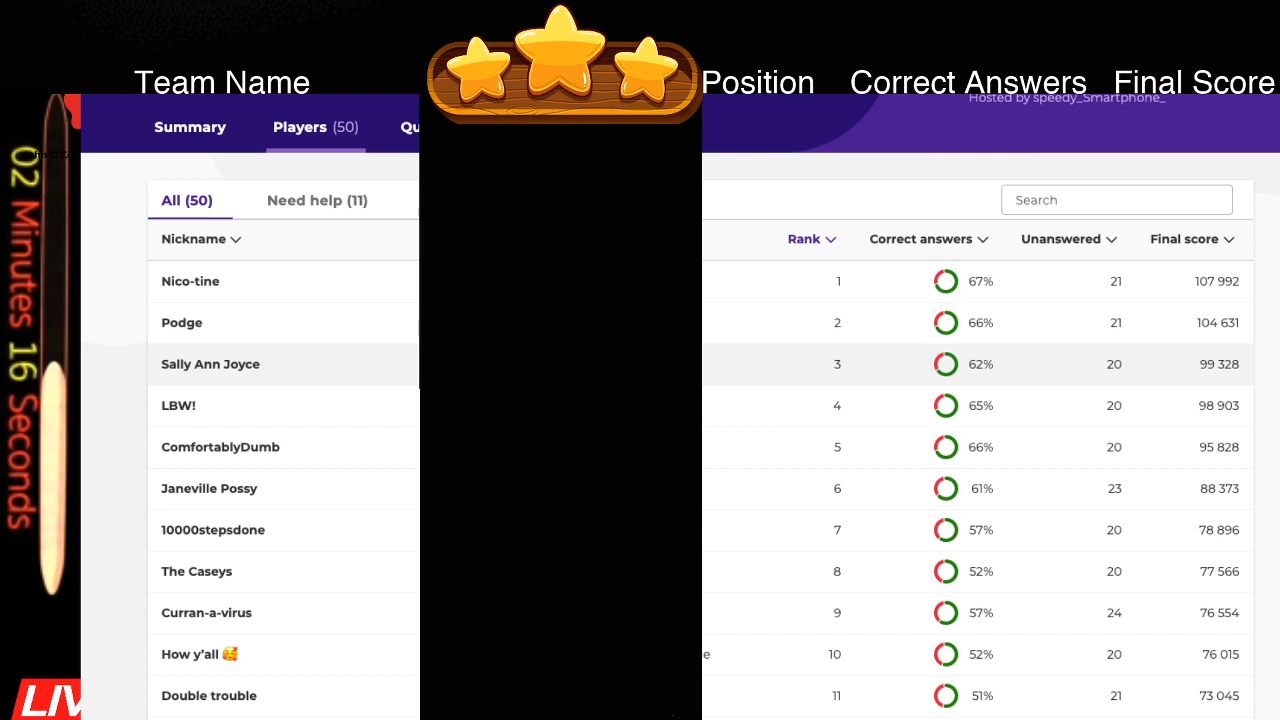 Team Name Position Correct Answers Final Score
Hosted by speedy_Smartphone_
Summary Players (50) Qu
02 Minutes 16 Seconds
All (50) Need help (11) Search
Nickname Rank Correct answers Unanswered Final score
Nico-tine 1 67% 21 107 992
Podge 2 66% 21 104 631
Sally Ann Joyce 3 62% 20 99 328
LBW! 4 65% 20 98 903
ComfortablyDumb 5 66% 20 95 828
Janeville Possy 6 61% 23 88 373
10000stepsdone 7 57% 20 78 896
The Caseys 8 52% 20 77 566
Curran-a-virus 9 57% 24 76 554
How y'all 🥰 e 10 52% 20 76 015
Double trouble 11 51% 21 73 045
LIV